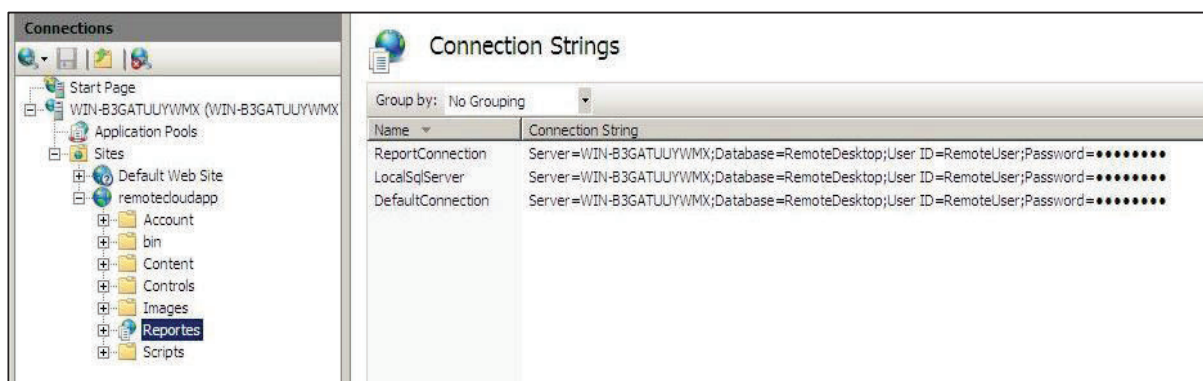 Connections
Start Page
WIN-B3GATUUYWMX (WIN-B3GATUUYWMX
Application Pools
Sites
Default Web Site
remotecloudapp
Account
bin
Content
Controls
Images
Reportes
Scripts
Connection Strings
Group by: No Grouping
Name Connection String
ReportConnection Server=WIN-B3GATUUYWMX;Database=RemoteDesktop;User ID=RemoteUser;Password=●●●●●●●●
LocalSqlServer Server=WIN-B3GATUUYWMX;Database=RemoteDesktop;User ID=RemoteUser;Password=●●●●●●●●
DefaultConnection Server=WIN-B3GATUUYWMX;Database=RemoteDesktop;User ID=RemoteUser;Password=●●●●●●●●